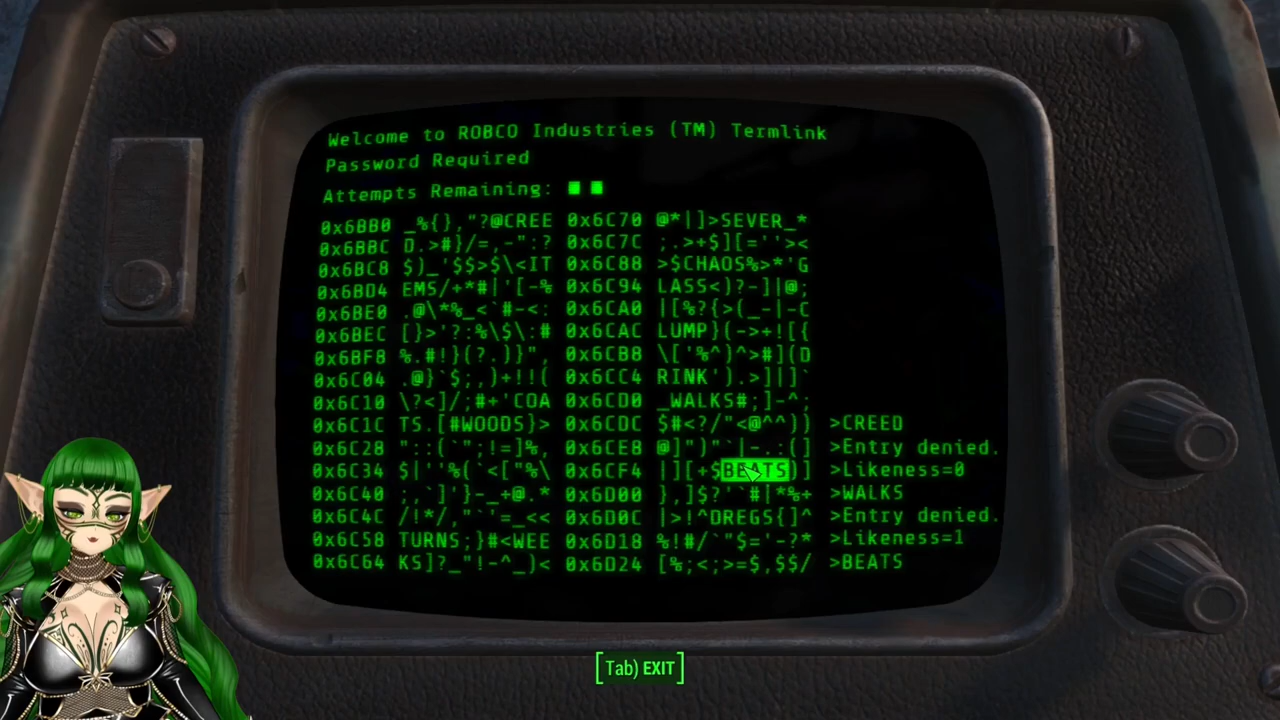 Welcome to ROBCO Industries (TM) Termlink
Password Required
Attempts Remaining: ■ ■
0x6BB0 _%{},"?@CREE 0x6C70 @*|]>SEVER_*
0x6BBC D.>#}/=,-":? 0x6C7C ;.>+$][=''><
0x6BC8 $)_'$$>$\<IT 0x6C88 >$CHAOS%>*'G
0x6BD4 EMS/+*#|'[-% 0x6C94 LASS<)?-]|@;
0x6BE0 .@\*%_<`#-<: 0x6CA0 |[%?{>(_-|-C
0x6BEC [}>'?:%\$\:# 0x6CAC LUMP}(->+![{
0x6BF8 %.#!}(?.)}", 0x6CB8 \['%^)^>#](D
0x6C04 .@}`$;,)+!!( 0x6CC4 RINK').>]|]`
0x6C10 \?<]/;#+'COA 0x6CD0 _WALKS#;]-^;
0x6C1C TS.[#WOODS}> 0x6CDC $#<?/"<@^^)) >CREED
0x6C28 "::(`";!=]%, 0x6CE8 @]")"`|-.:(] >Entry denied.
0x6C34 $|''%(`<["%\ 0x6CF4 |][+$BEATS)] >Likeness=0
0x6C40 ;,`]'}-_+@.* 0x6D00 },]$?'`#|*%+ >WALKS
0x6C4C /!*/,"`'=_<< 0x6D0C |>!^DREGS{]^ >Entry denied.
0x6C58 TURNS;}#<WEE 0x6D18 %!#/`"$='-?* >Likeness=1
0x6C64 KS]?_"!-^_)< 0x6D24 [%;<;>=$,$$/ >BEATS
[Tab) EXIT]